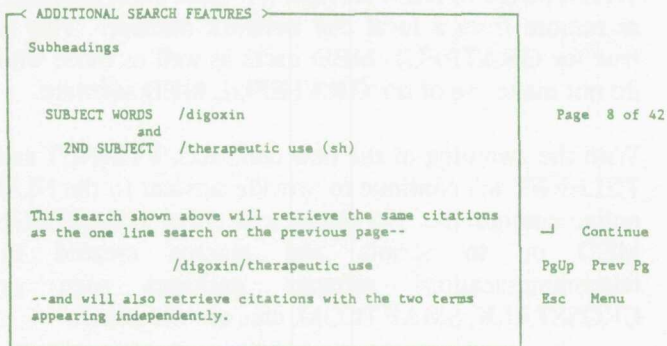 ADDITIONAL SEARCH FEATURES
Subheadings
SUBJECT WORDS /digoxin
Page 8 of 42
and
2ND SUBJECT /therapeutic use (sh)
This search shown above will retrieve the same citations
as the one line search on the previous page--
Continue
/digoxin/therapeutic use
PgUp Prev Pg
--and will also retrieve citations with the two terms
Esc Menu
appearing independently.